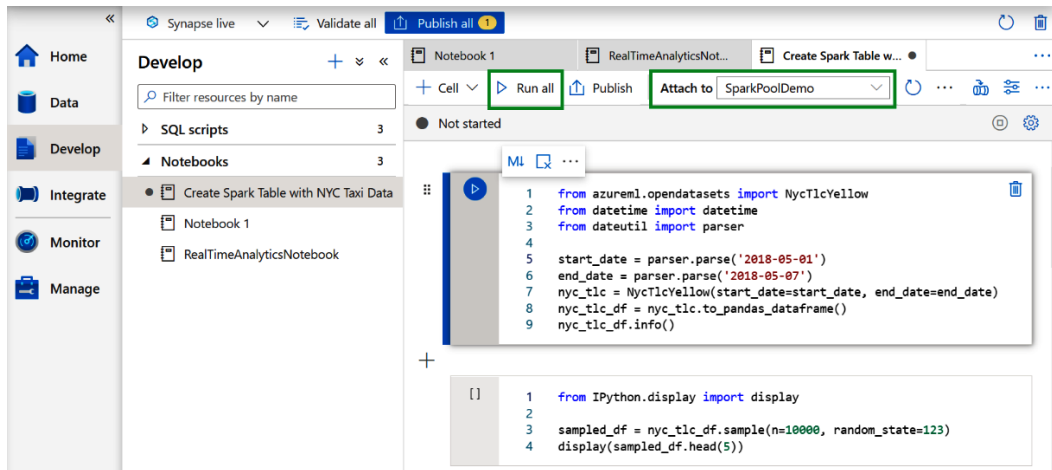 Synapse live
Validate all
Publish all 1
Home
Data
Develop
Integrate
Monitor
Manage
Develop
Filter resources by name
SQL scripts 3
Notebooks 3
Create Spark Table with NYC Taxi Data
Notebook 1
RealTimeAnalyticsNotebook
Notebook 1
RealTimeAnalyticsNot...
Create Spark Table w...
Cell
Run all
Publish
Attach to SparkPoolDemo
Not started
M↓
1 from azureml.opendatasets import NycTlcYellow
2 from datetime import datetime
3 from dateutil import parser
4
5 start_date = parser.parse('2018-05-01')
6 end_date = parser.parse('2018-05-07')
7 nyc_tlc = NycTlcYellow(start_date=start_date, end_date=end_date)
8 nyc_tlc_df = nyc_tlc.to_pandas_dataframe()
9 nyc_tlc_df.info()
[ ]
1 from IPython.display import display
2
3 sampled_df = nyc_tlc_df.sample(n=10000, random_state=123)
4 display(sampled_df.head(5))